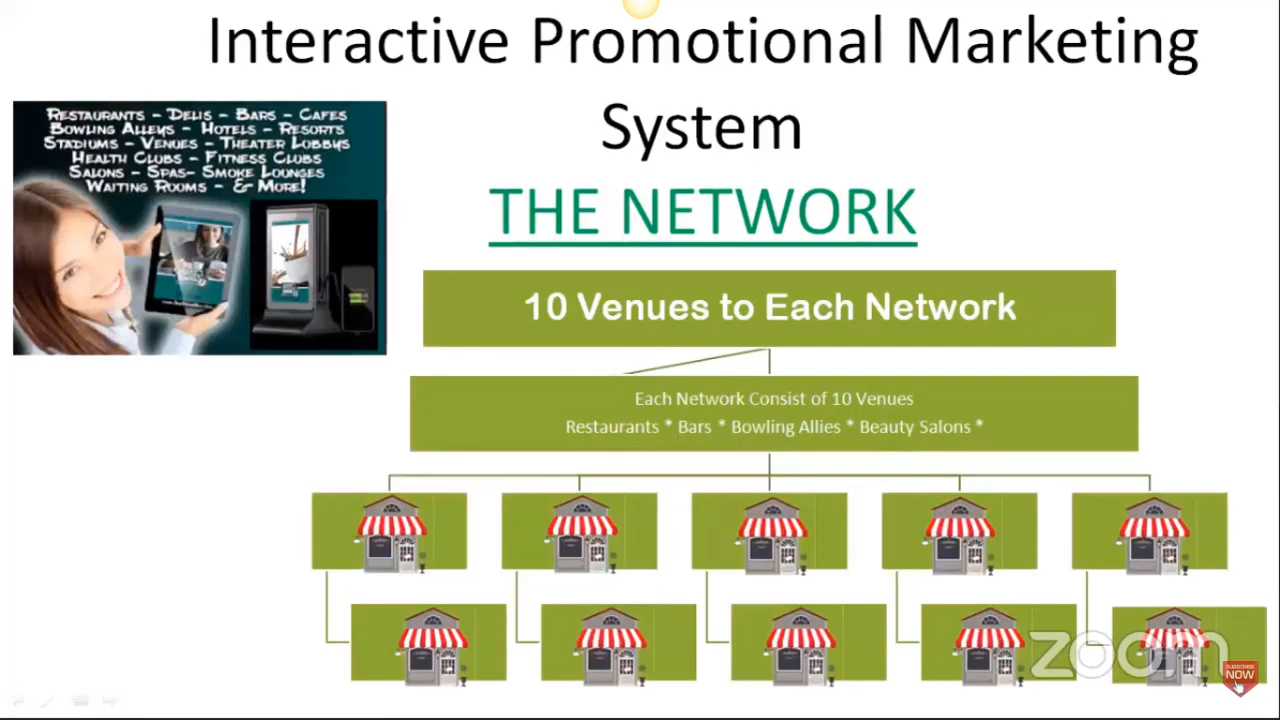 Interactive Promotional Marketing
System
THE NETWORK
RESTAURANTS - DELIS - BARS - CAFES
BOWLING ALLEYS - HOTELS - RESORTS
STADIUMS - VENUES - THEATER LOBBYS
HEALTH CLUBS - FITNESS CLUBS
SALONS - SPAS- SMOKE LOUNGES
WAITING ROOMS - & MORE!
10 Venues to Each Network
Each Network Consist of 10 Venues
Restaurants * Bars * Bowling Allies * Beauty Salons *
zoom
SUBSCRIBE
NOW